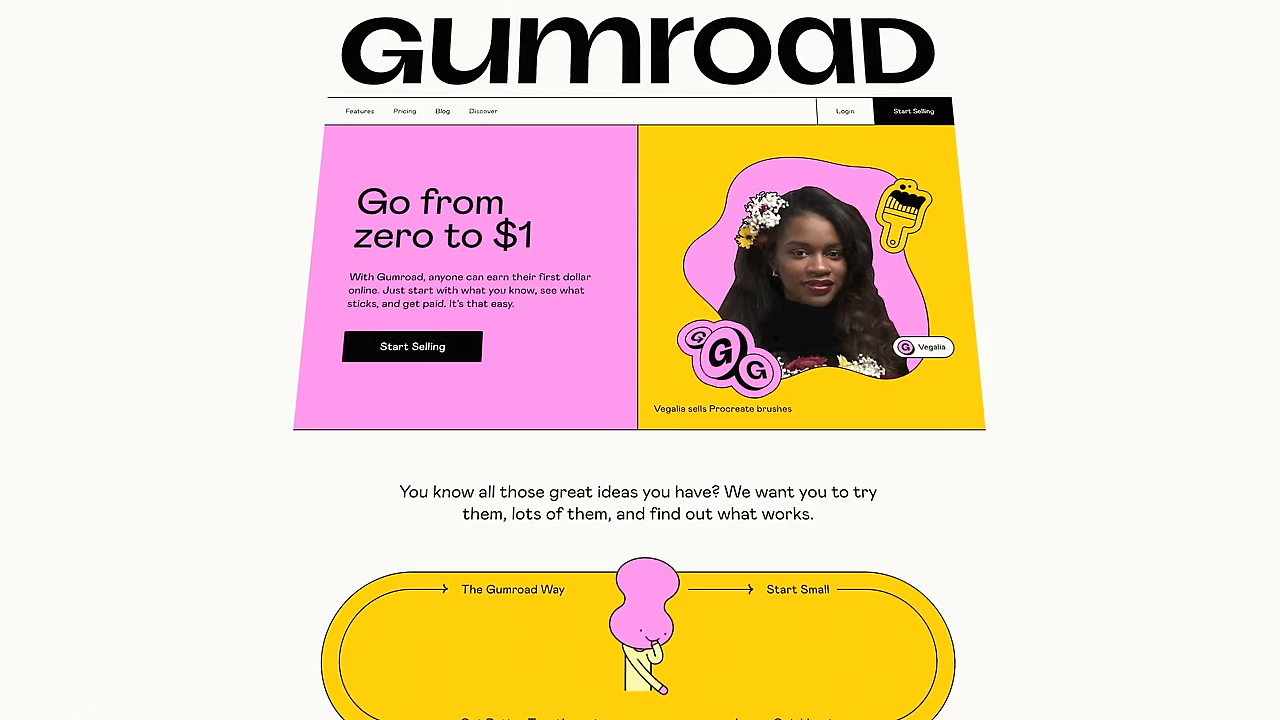 Gumroad
Features Pricing Blog Discover Login Start Selling
Go from
zero to $1
With Gumroad, anyone can earn their first dollar
online. Just start with what you know, see what
sticks, and get paid. It's that easy.
Start Selling
G G G
G Vegalia
Vegalia sells Procreate brushes
You know all those great ideas you have? We want you to try
them, lots of them, and find out what works.
The Gumroad Way
Start Small